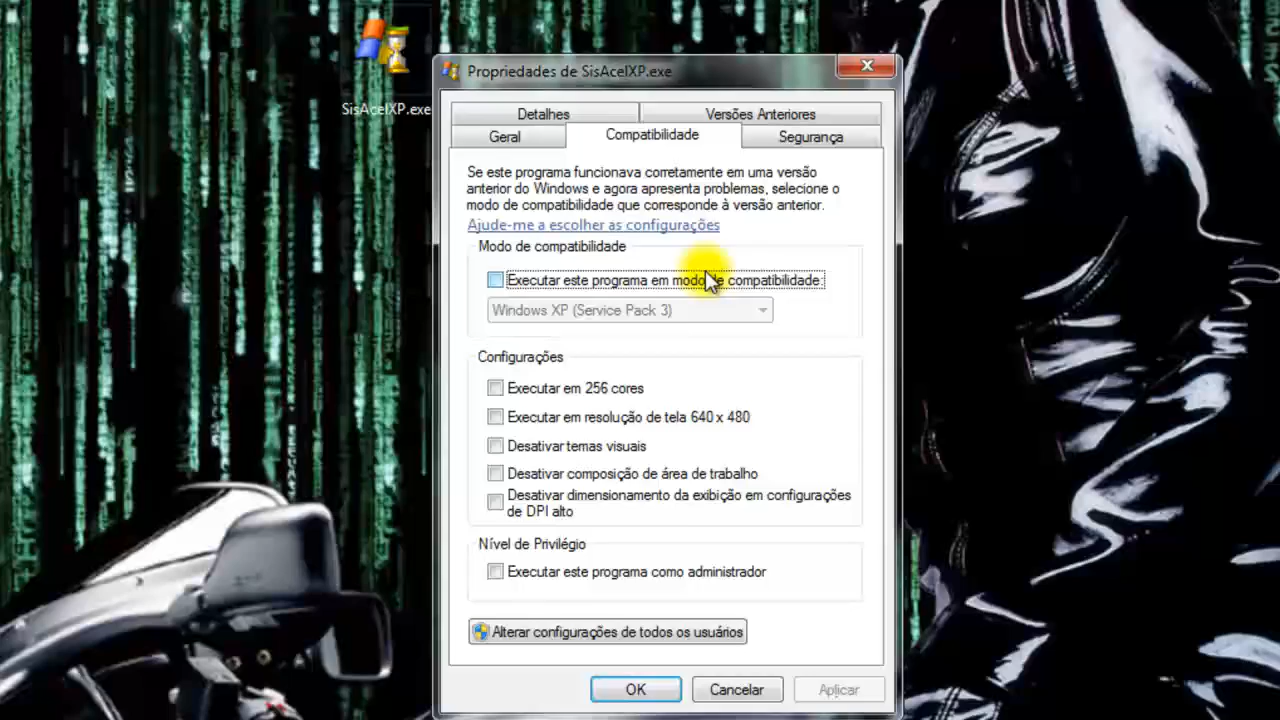 SisAcelXP.exe
Propriedades de SisAcelXP.exe
Detalhes
Versões Anteriores
Geral
Compatibilidade
Segurança
Se este programa funcionava corretamente em uma versão
anterior do Windows e agora apresenta problemas, selecione o
modo de compatibilidade que corresponde à versão anterior.
Ajude-me a escolher as configurações
Modo de compatibilidade
Executar este programa em modo de compatibilidade:
Windows XP (Service Pack 3)
Configurações
Executar em 256 cores
Executar em resolução de tela 640 x 480
Desativar temas visuais
Desativar composição de área de trabalho
Desativar dimensionamento da exibição em configurações
de DPI alto
Nível de Privilégio
Executar este programa como administrador
Alterar configurações de todos os usuários
OK
Cancelar
Aplicar